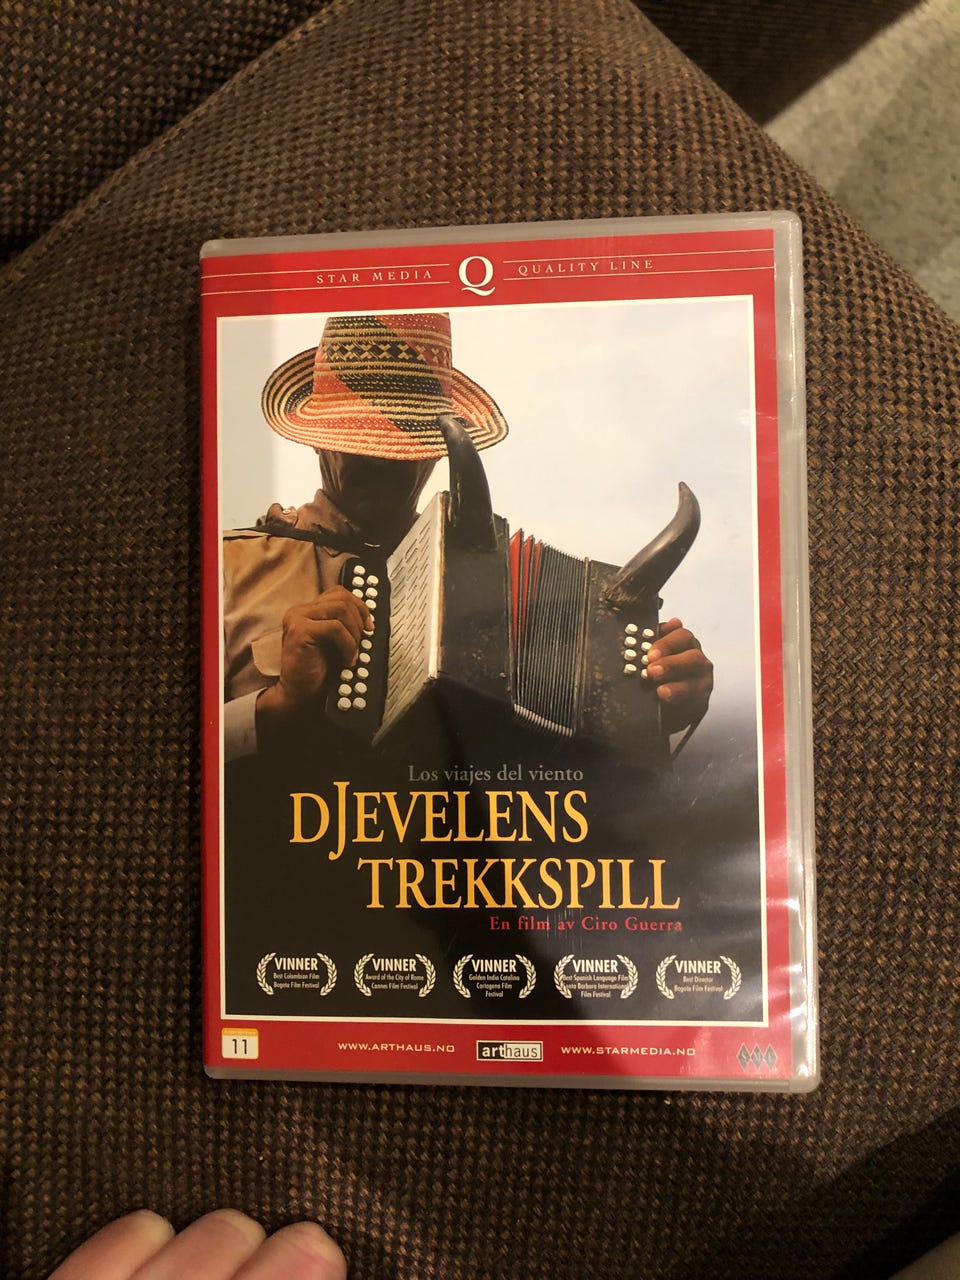 STAR MEDIA Q QUALITY LINE
Los viajes del viento
DJEVELENS
TREKKSPILL
En film av Ciro Guerra
VINNER
Best Colombian Film
Bogota Film Festival
VINNER
Award of the City of Rome
Cannes Film Festival
VINNER
Golden India Catalina
Cartagena Film
Festival
VINNER
Best Spanish Language Film
Barbara International
Film Festival
VINNER
Best Director
Bogota Film Festival
11
WWW.ARTHAUS.NO arthaus WWW.STARMEDIA.NO